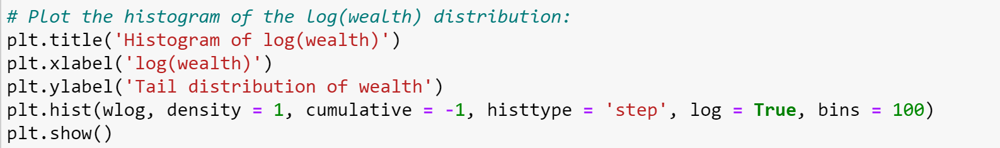 # Plot the histogram of the log(wealth) distribution:
plt.title('Histogram of log(wealth)')
plt.xlabel('log(wealth)')
plt.ylabel('Tail distribution of wealth')
plt.hist(wlog, density = 1, cumulative = -1, histtype = 'step', log = True, bins = 100)
plt.show()